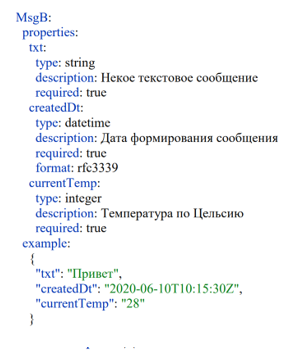 MsgB:
properties:
txt:
type: string
description: Некое текстовое сообщение
required: true
createdDt:
type: datetime
description: Дата формирования сообщения
required: true
format: rfc3339
currentTemp:
type: integer
description: Температура по Цельсию
required: true
example:
{
"txt": "Привет",
"createdDt": "2020-06-10T10:15:30Z",
"currentTemp": "28"
}